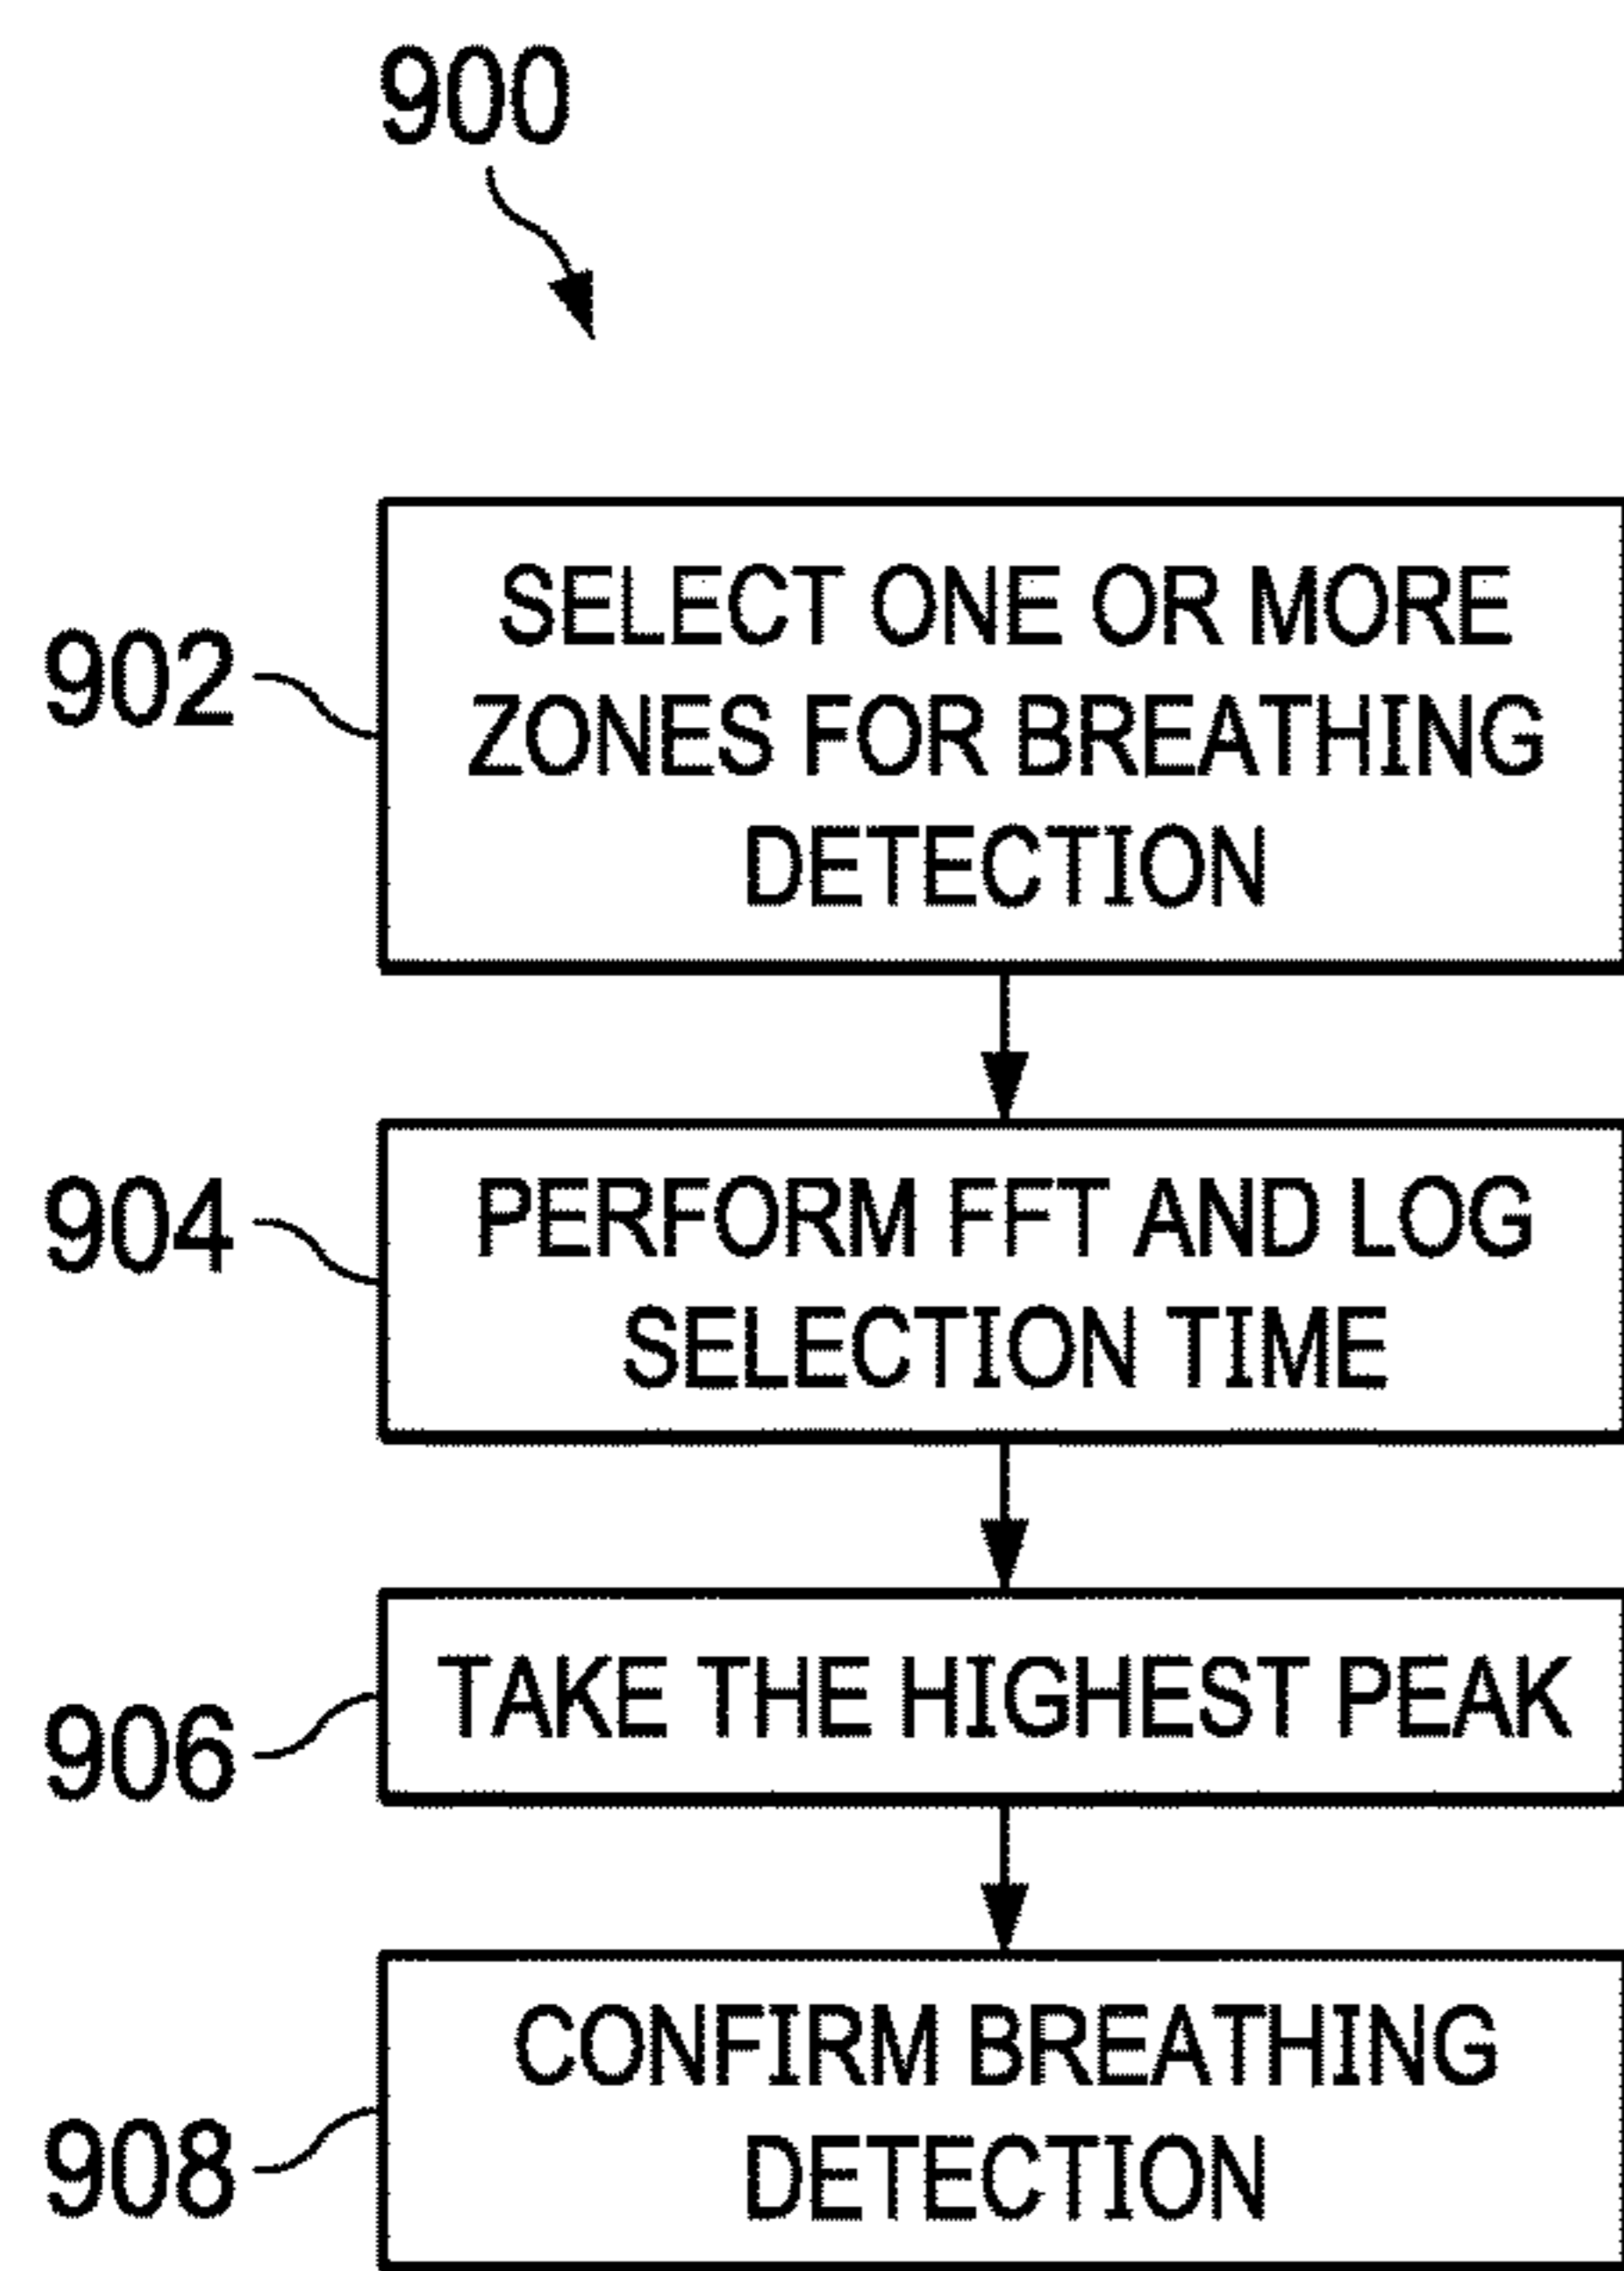 900
902
SELECT ONE OR MORE
ZONES FOR BREATHING
DETECTION
904
PERFORM FFT AND LOG
SELECTION TIME
906
TAKE THE HIGHEST PEAK
908
CONFIRM BREATHING
DETECTION